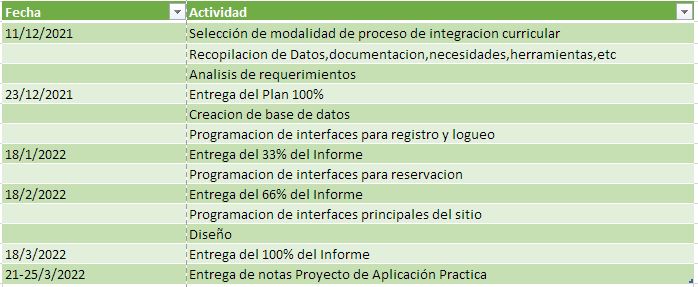 Fecha Actividad
11/12/2021 Selección de modalidad de proceso de integracion curricular
Recopilacion de Datos,documentacion,necesidades,herramientas,etc
Analisis de requerimientos
23/12/2021 Entrega del Plan 100%
Creacion de base de datos
Programacion de interfaces para registro y logueo
18/1/2022 Entrega del 33% del Informe
Programacion de interfaces para reservacion
18/2/2022 Entrega del 66% del Informe
Programacion de interfaces principales del sitio
Diseño
18/3/2022 Entrega del 100% del Informe
21-25/3/2022 Entrega de notas Proyecto de Aplicación Practica